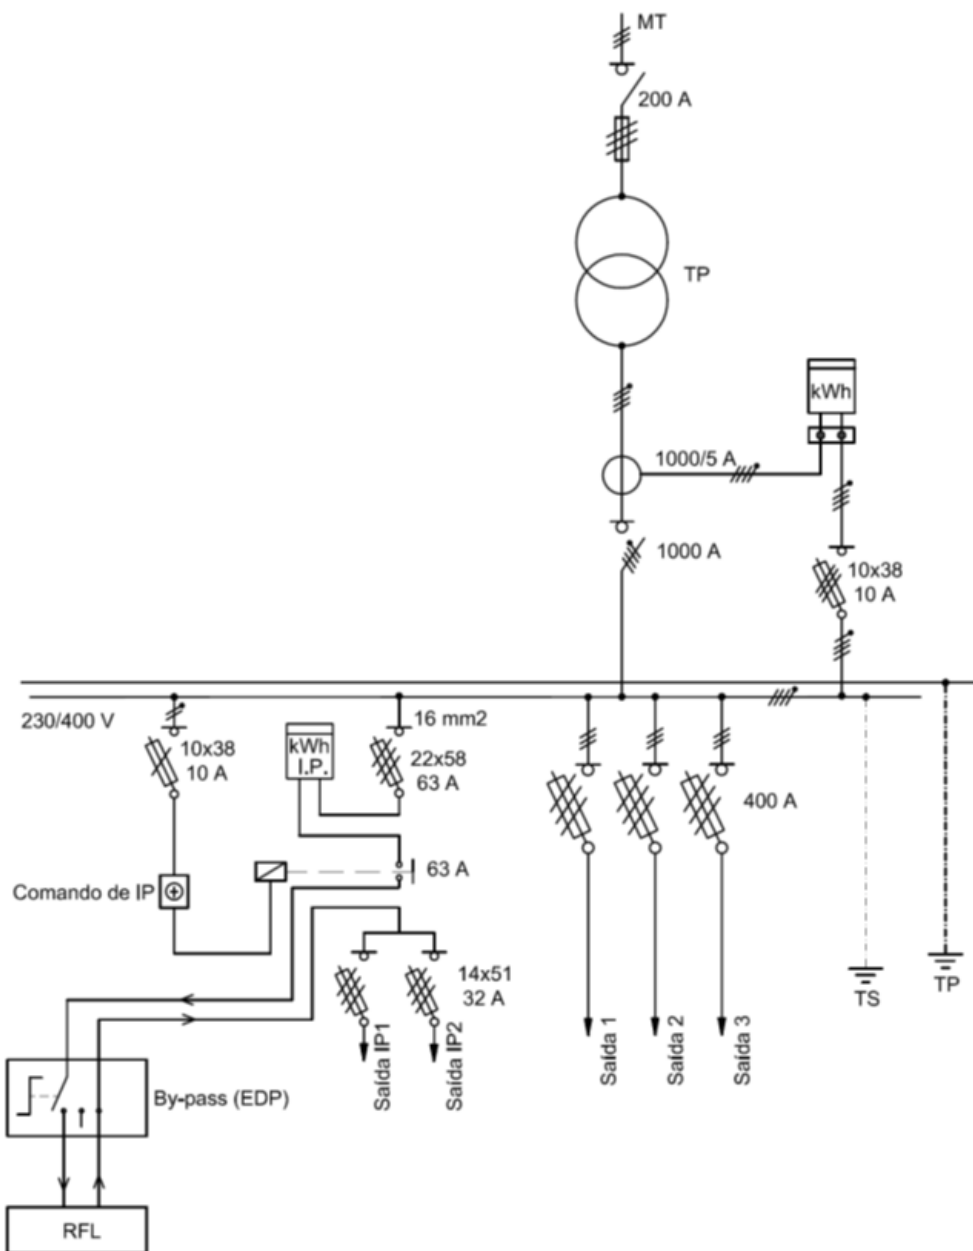 MT
200 A
TP
kWh
1000/5 A
1000 A
10x38
10 A
230/400 V
16 mm2
10x38
10 A
kWh
I.P.
22x58
63 A
400 A
63 A
Comando de IP
14x51
32 A
TS
TP
Saída IP1
Saída IP2
Saída 1
Saída 2
Saída 3
By-pass (EDP)
RFL